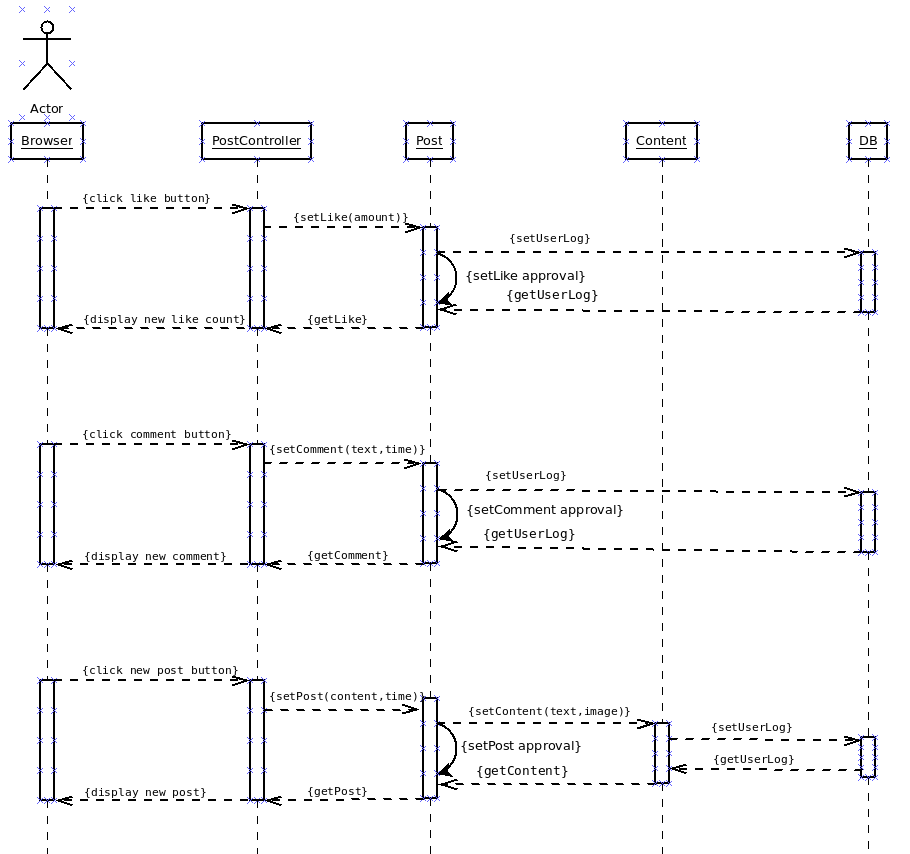 Actor
Browser
PostController
Post
Content
DB
{click like button}
{setLike(amount)}
{setUserLog}
{setLike approval}
{getUserLog}
{display new like count}
{getLike}
{click comment button}
{setComment(text,time)}
{setUserLog}
{setComment approval}
{getUserLog}
{display new comment}
{getComment}
{click new post button}
{setPost(content,time)}
{setContent(text,image)}
{setUserLog}
{setPost approval}
{getUserLog}
{getContent}
{display new post}
{getPost}